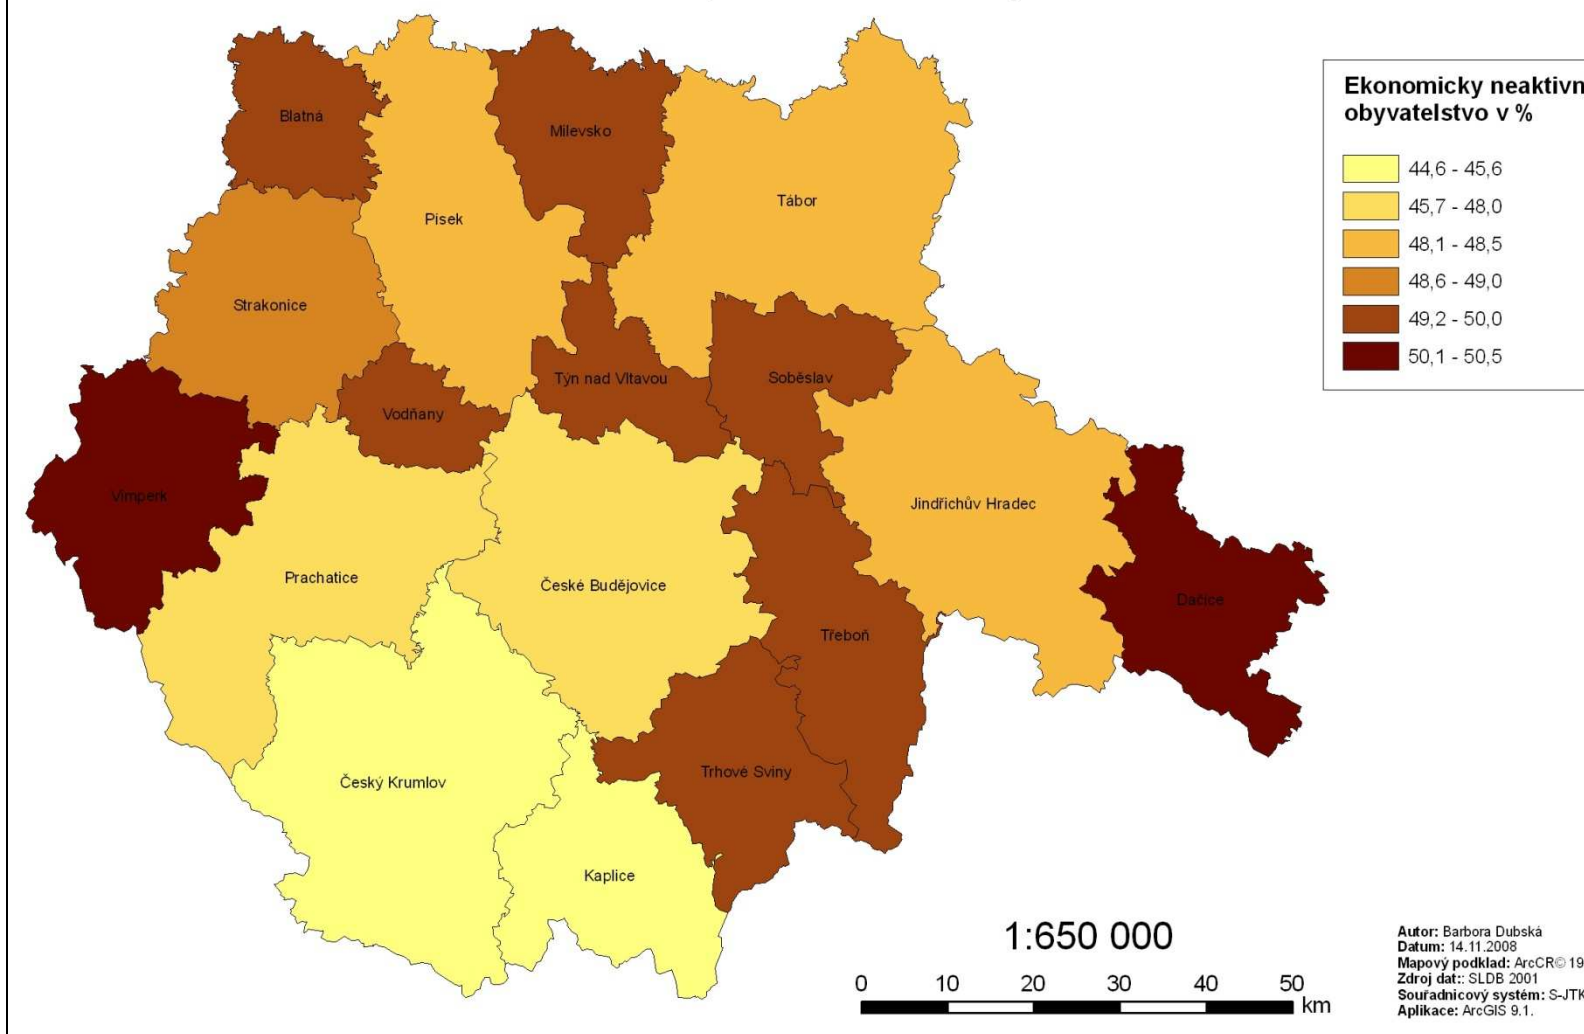 Ekonomicky neaktivn
obyvatelstvo v %
44,6 - 45,6
45,7 - 48,0
48,1 - 48,5
48,6 - 49,0
49,2 - 50,0
50,1 - 50,5
Blatná
Milevsko
Tábor
Písek
Strakonice
Týn nad Vltavou
Soběslav
Vodňany
Vimperk
Jindřichův Hradec
Prachatice
České Budějovice
Dačice
Třeboň
Český Krumlov
Trhové Sviny
Kaplice
1:650 000
0 10 20 30 40 50
km
Autor: Barbora Dubská
Datum: 14.11.2008
Mapový podklad: ArcCR© 19
Zdroj dat:: SLDB 2001
Souřadnicový systém: S-JTK
Aplikace: ArcGIS 9.1.